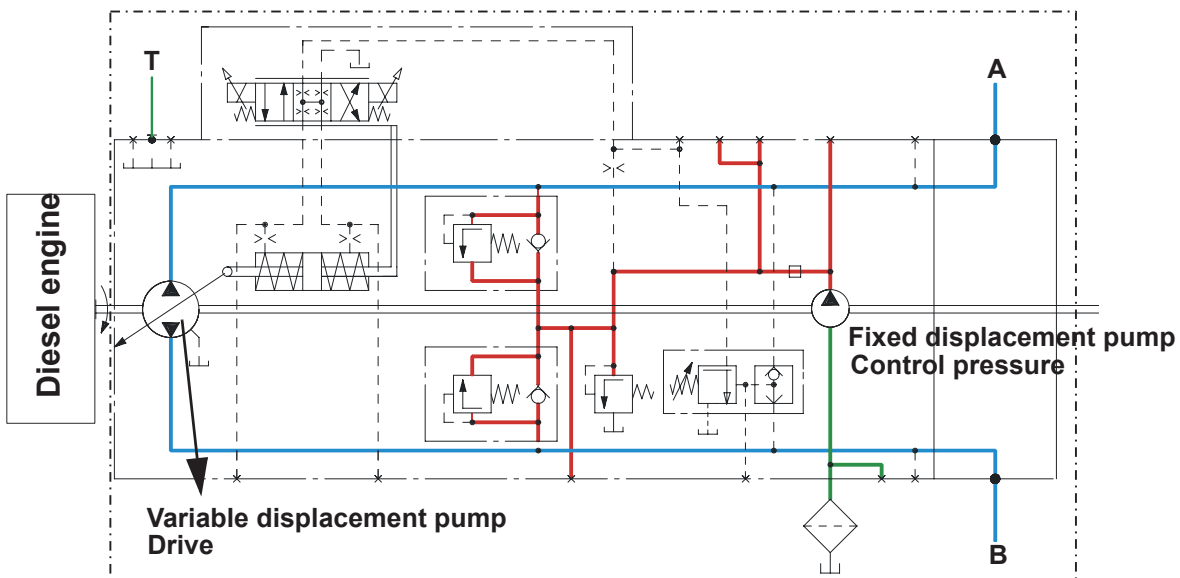 T
A
Diesel engine
Fixed displacement pump
Control pressure
Variable displacement pump
Drive
B